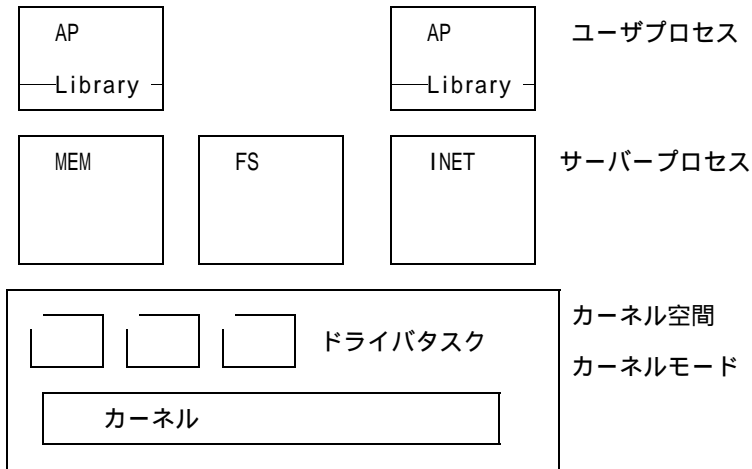 AP
AP
ユーザプロセス
Library
Library
MEM
FS
INET
サーバープロセス
ドライバタスク
カーネル空間
カーネルモード
カーネル